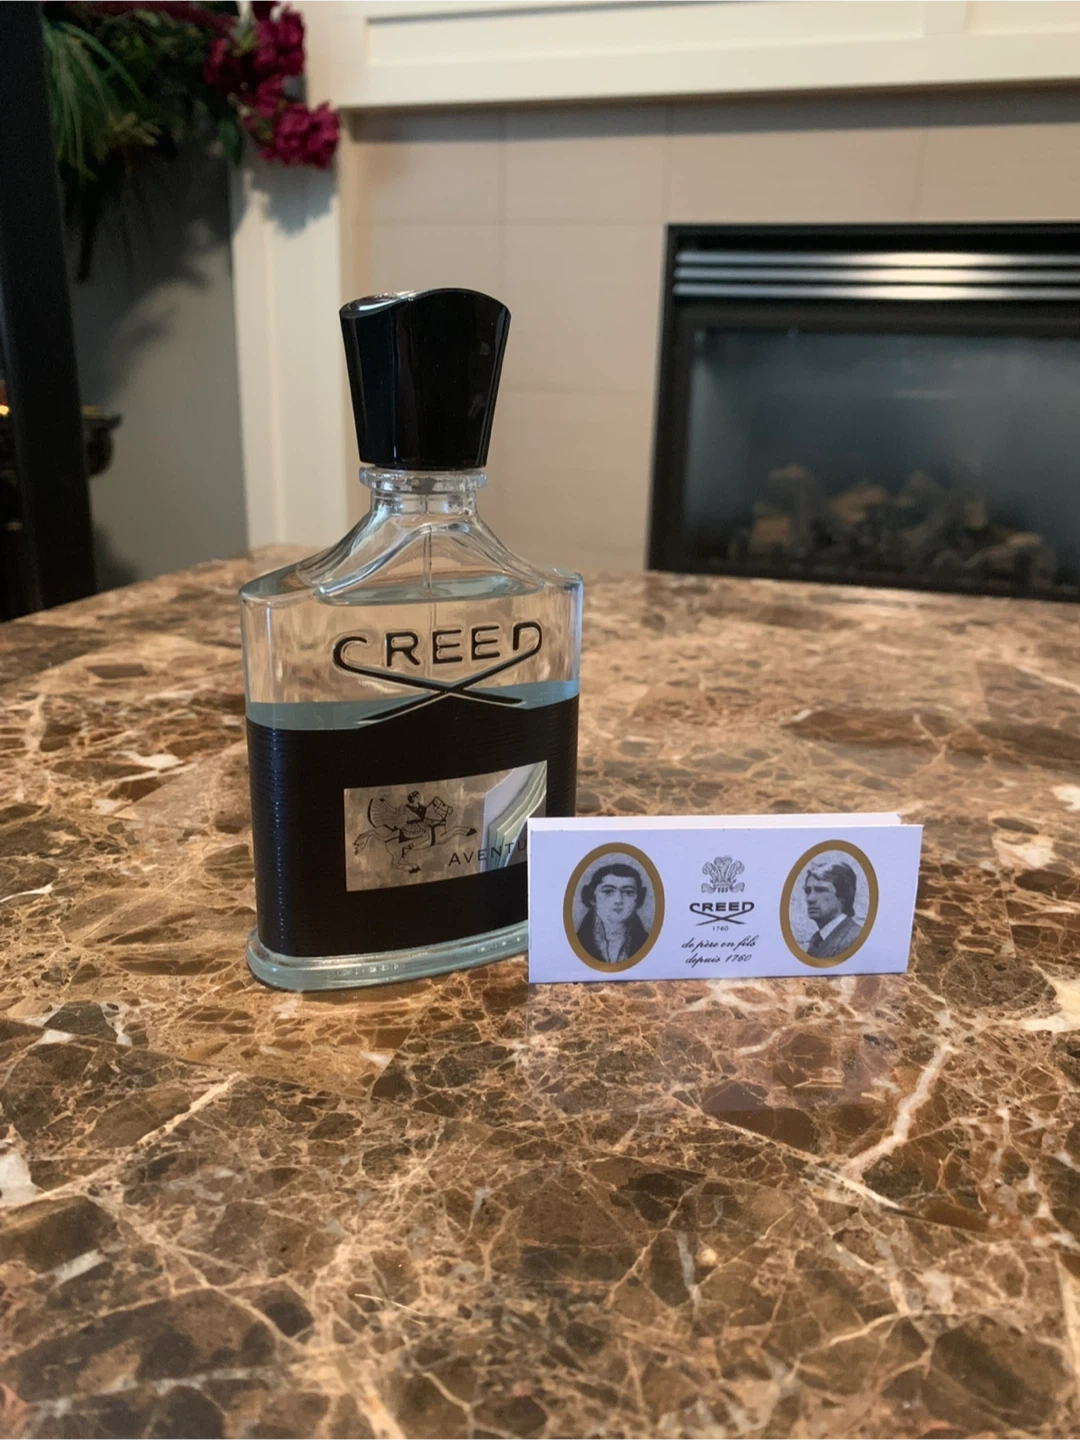 CREED
AVENTU
CREED
1760
de père en fils
depuis 1760